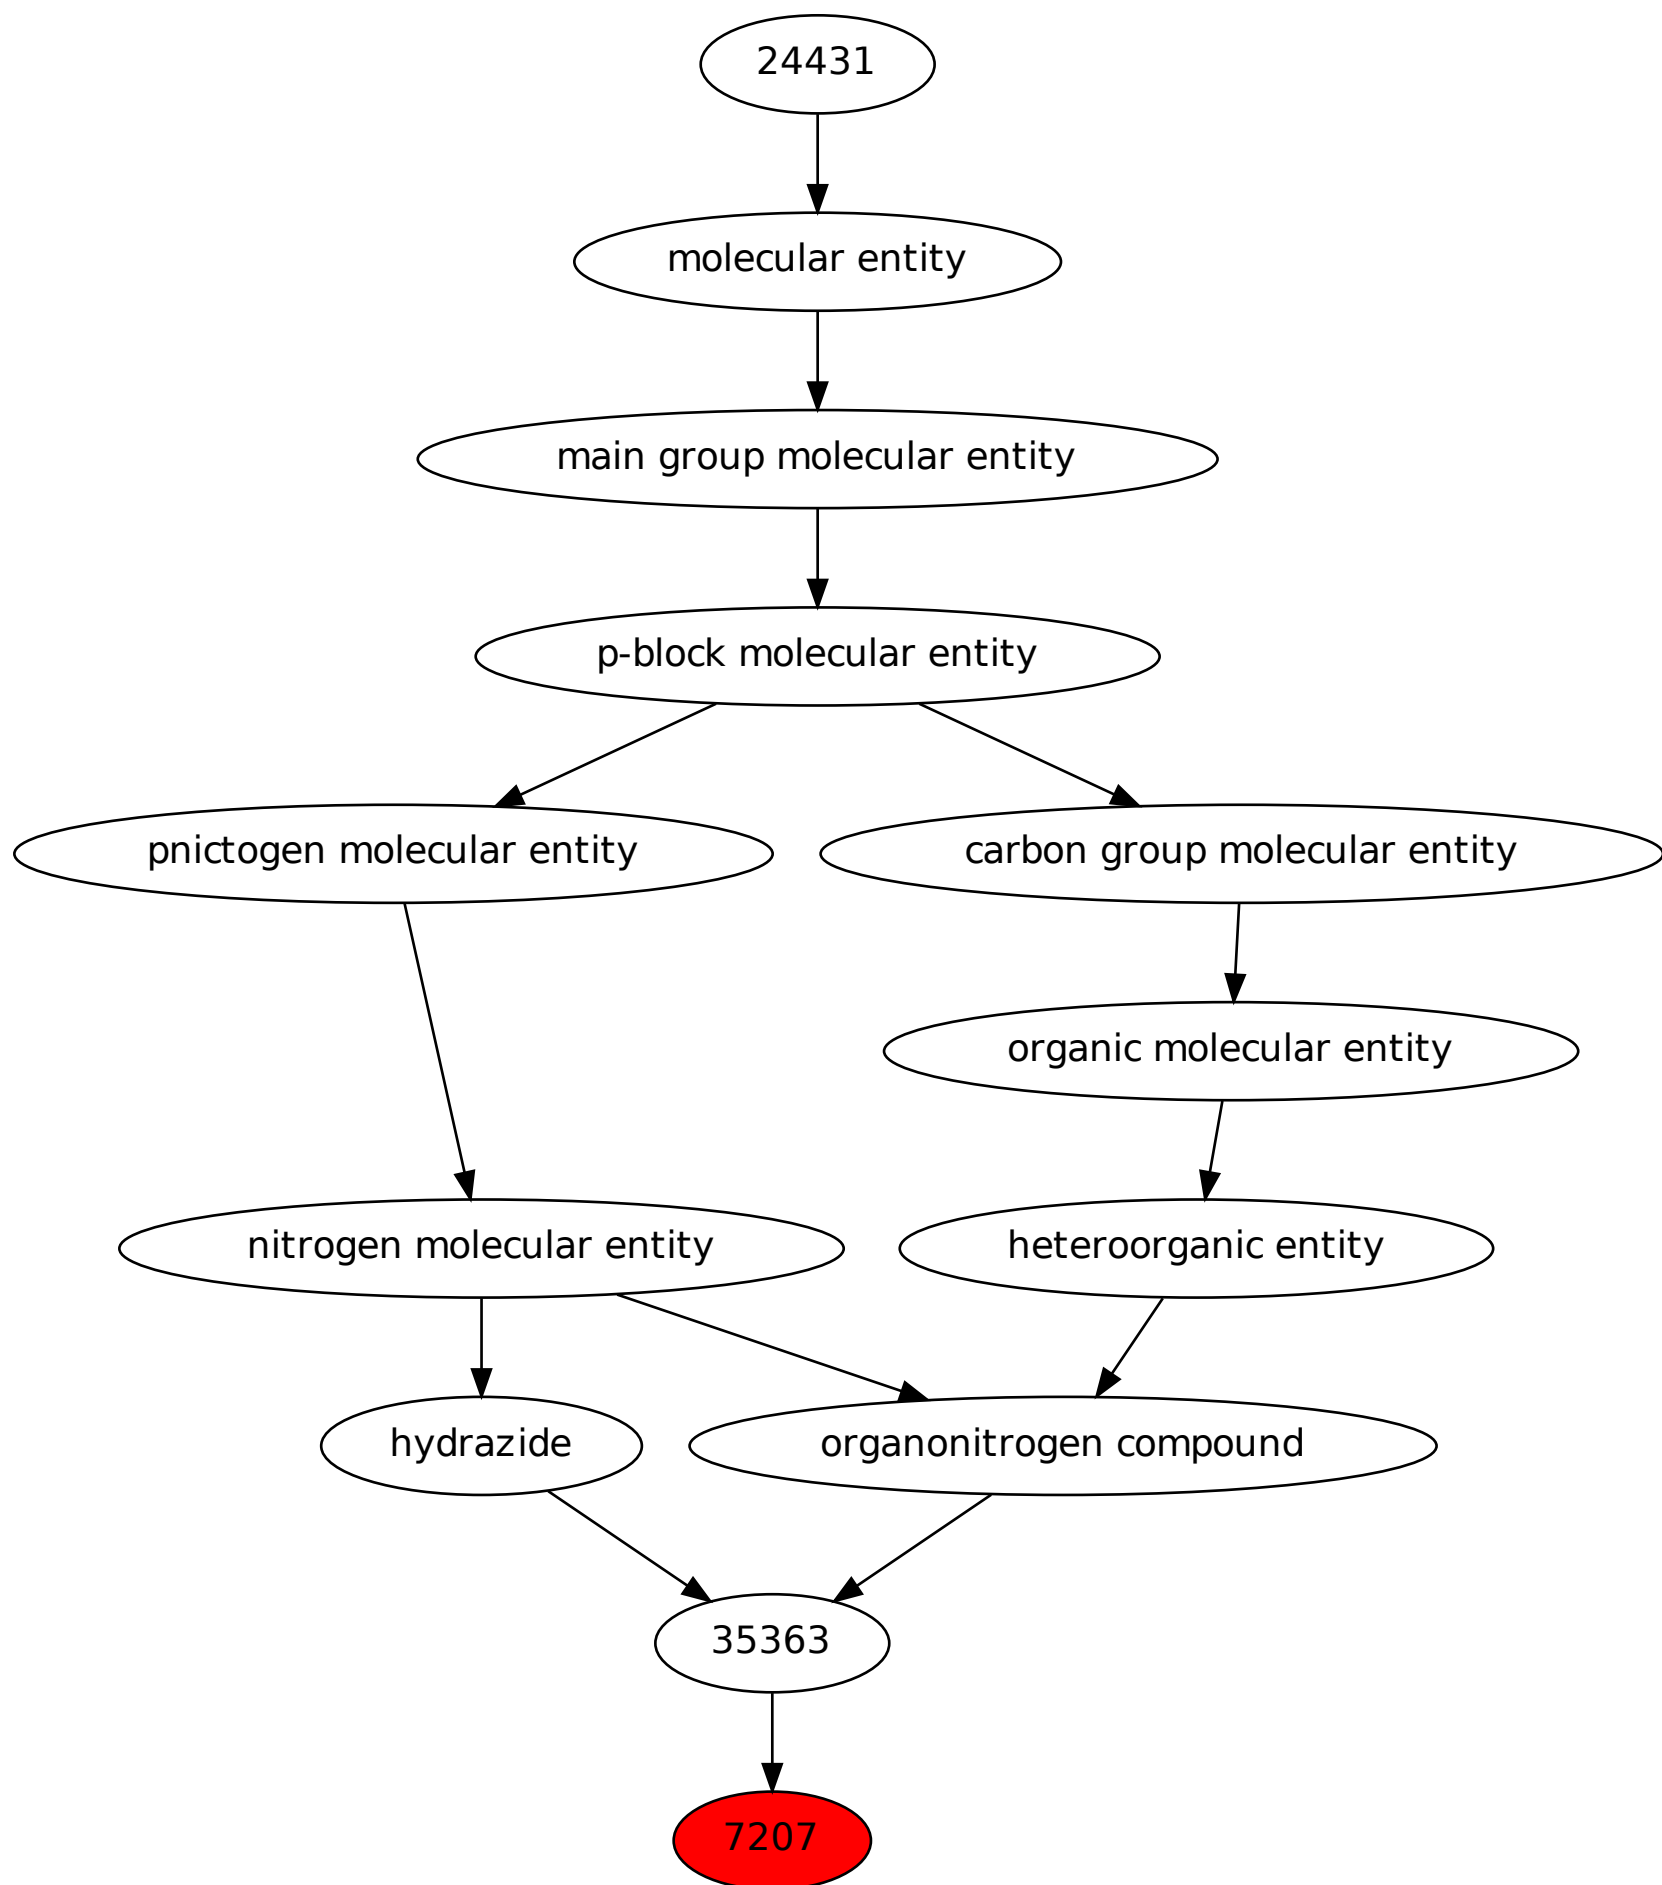 24431
molecular entity
main group molecular entity
p-block molecular entity
pnictogen molecular entity
carbon group molecular entity
organic molecular entity
nitrogen molecular entity
heteroorganic entity
hydrazide
organonitrogen compound
35363
7207